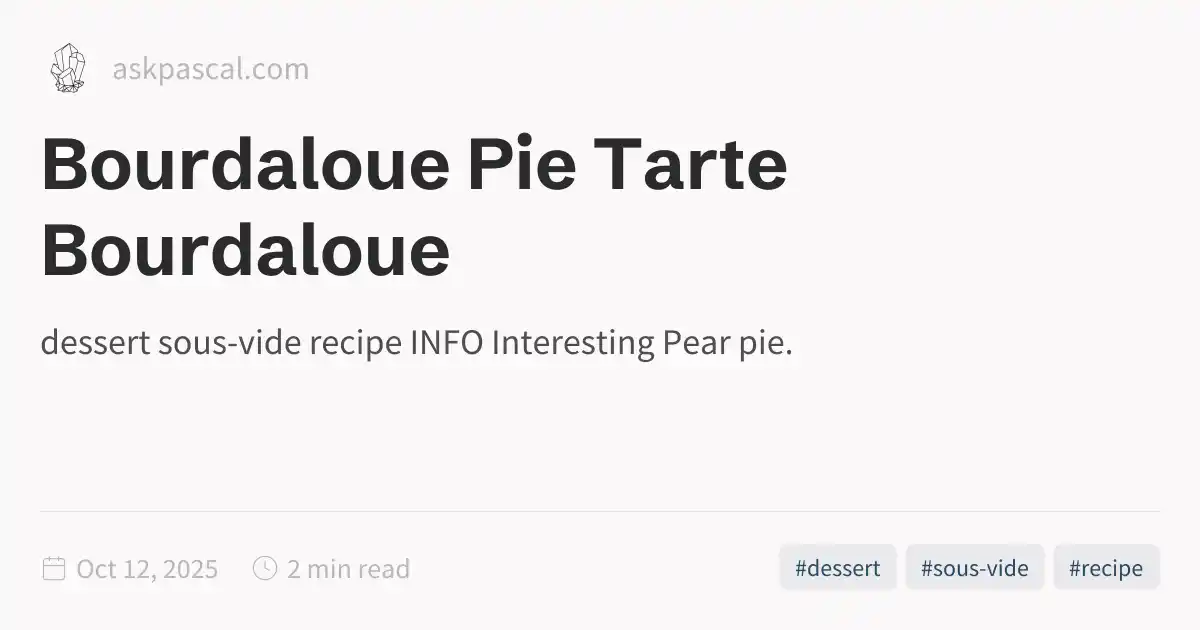 askpascal.com
Bourdaloue Pie Tarte
Bourdaloue
dessert sous-vide recipe INFO Interesting Pear pie.
Oct 12, 2025 2 min read #dessert #sous-vide #recipe